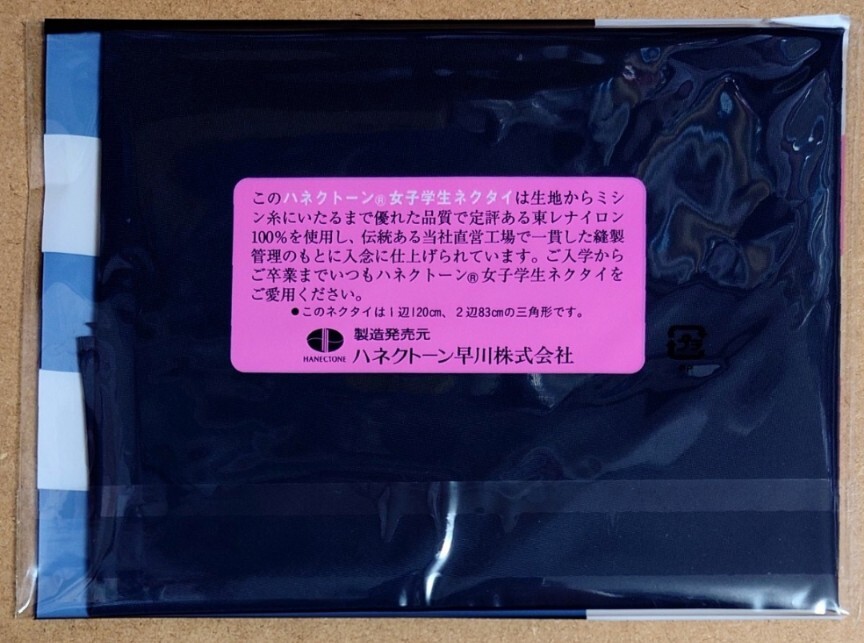 このハネクトーン®女子学生ネクタイは生地からミシ
ン糸にいたるまで優れた品質で定評ある東レナイロン
100%を使用し、伝統ある当社直営工場で一貫した縫製
管理のもとに入念に仕上げられています。ご入学から
ご卒業までいつもハネクトーン®女子学生ネクタイを
ご愛用ください。
●このネクタイは1辺120cm、2辺83cmの三角形です。
製造発売元
HANECTONE ハネクトーン早川株式会社
プラ